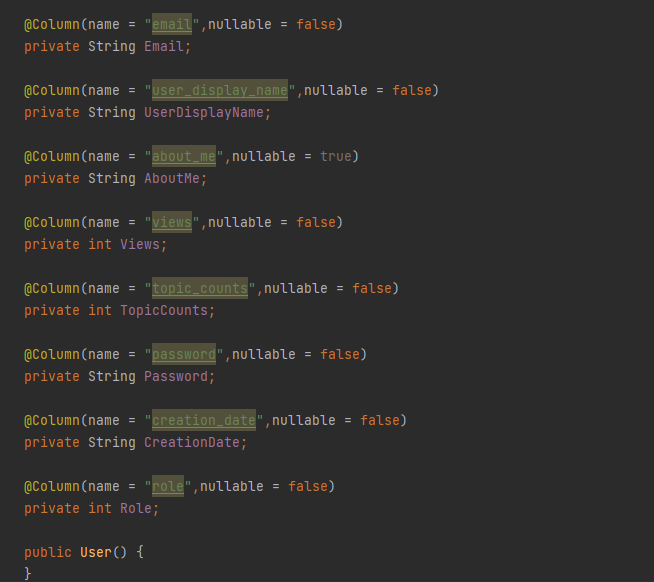 @Column(name = "email",nullable = false)
private String Email;
@Column(name = "user_display_name",nullable = false)
private String UserDisplayName;
@Column(name = "about_me",nullable = true)
private String AboutMe;
@Column(name = "views",nullable = false)
private int Views;
@Column(name = "topic_counts",nullable = false)
private int TopicCounts;
@Column(name = "password",nullable = false)
private String Password;
@Column(name = "creation_date",nullable = false)
private String CreationDate;
@Column(name = "role",nullable = false)
private int Role;
public User() {
}